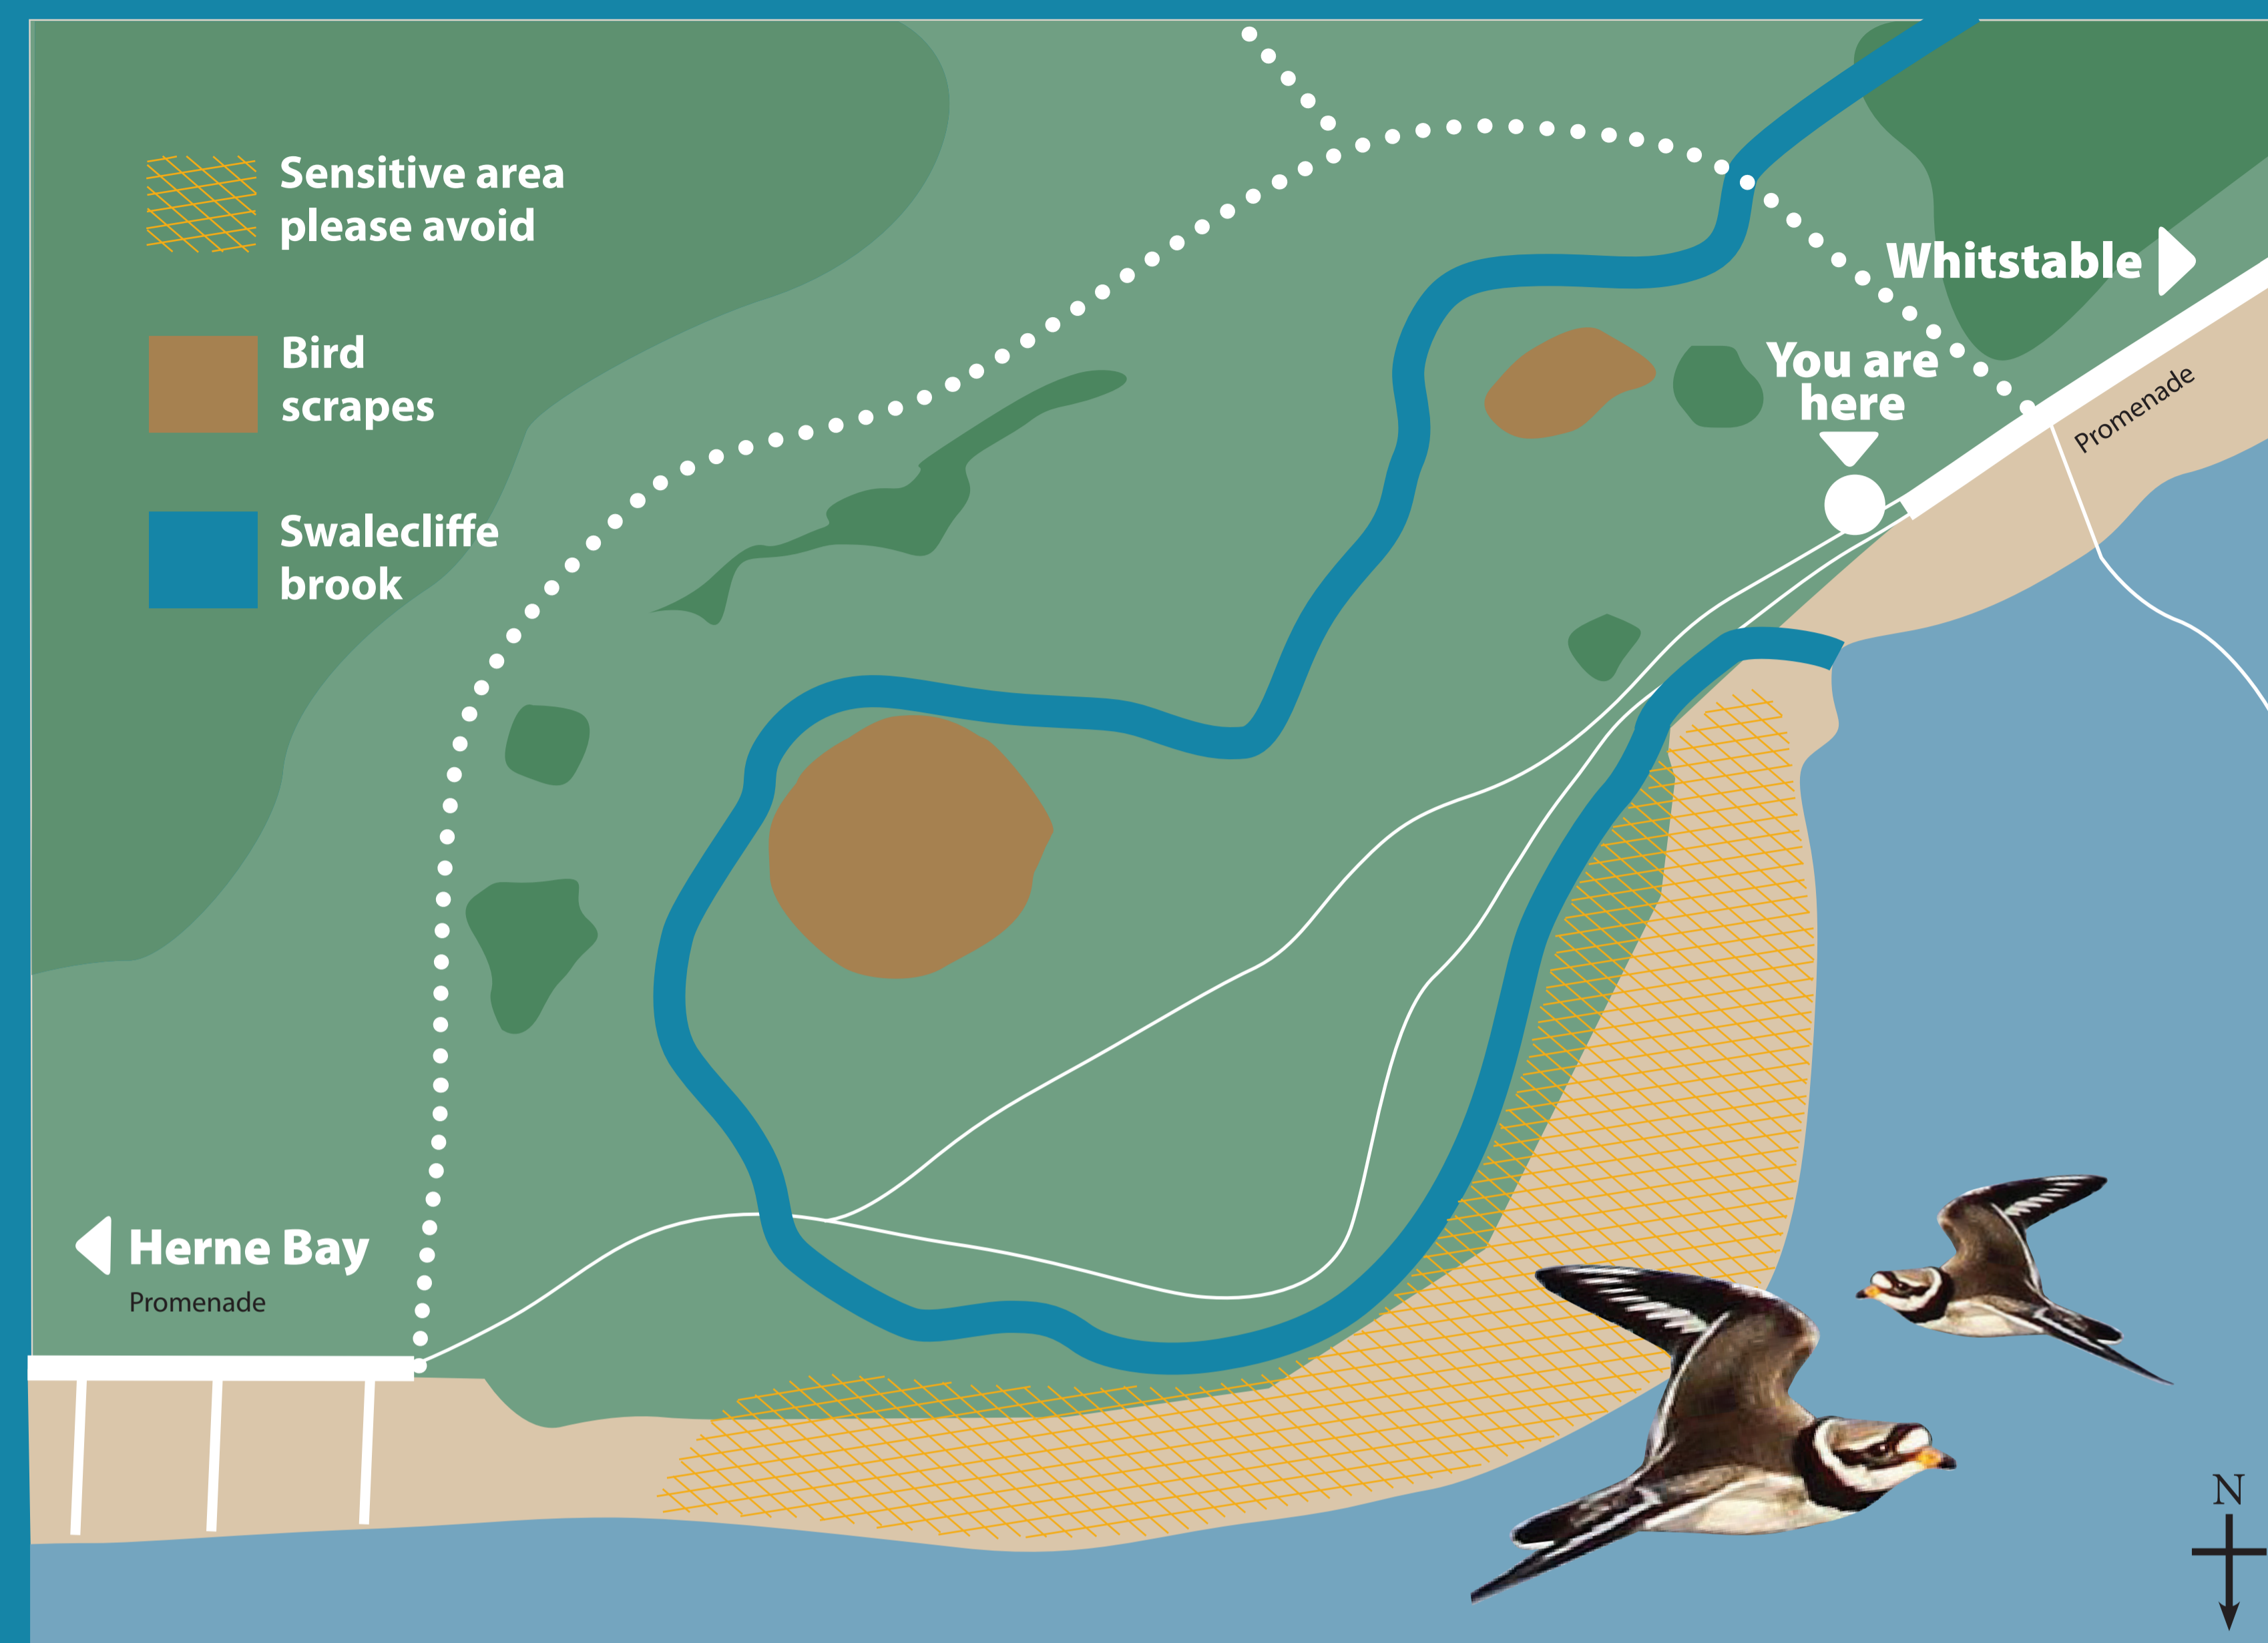 Sensitive area
please avoid
Bird
scrapes
Swalecliffe
brook
Whitstable
You are
here
Promenade
Herne Bay
Promenade
N